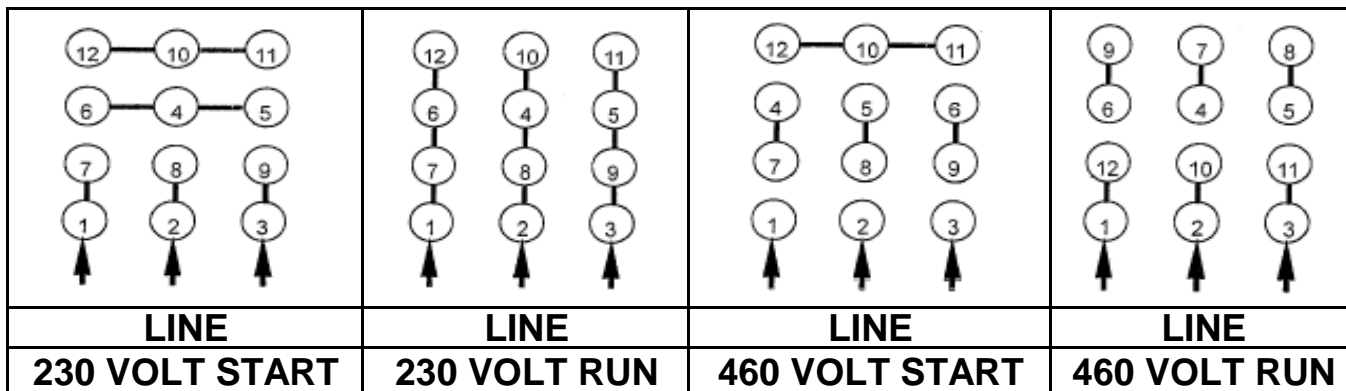 12 10 11
6 4 5
7 8 9
1 2 3
LINE
230 VOLT START
12 10 11
6 4 5
7 8 9
1 2 3
LINE
230 VOLT RUN
12 10 11
4 5 6
7 8 9
1 2 3
LINE
460 VOLT START
9 7 8
6 4 5
12 10 11
1 2 3
LINE
460 VOLT RUN